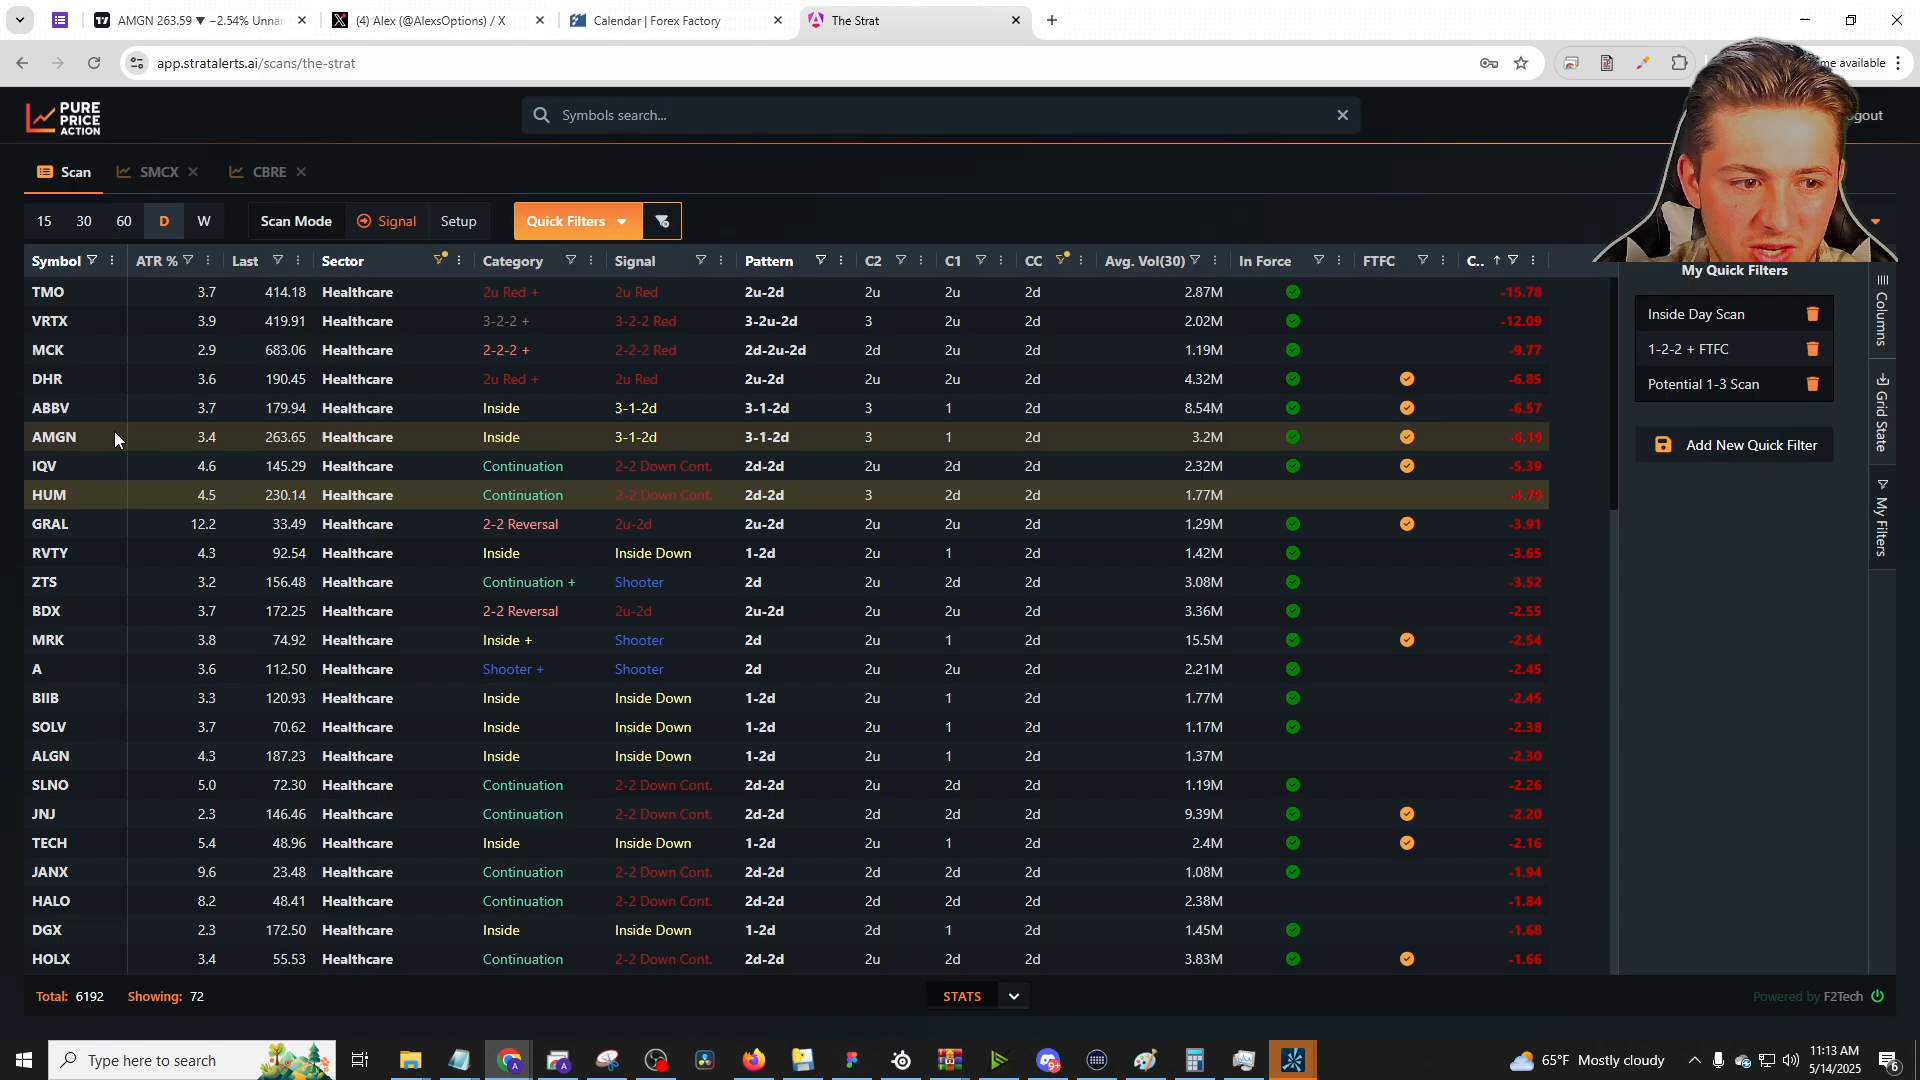 AMGN 263.59 ▼ −2.54% Unna
(4) Alex (@AlexsOptions) / X
Calendar | Forex Factory
The Strat
app.stratalerts.ai/scans/the-strat
me available
PURE PRICE ACTION
Symbols search...
gout
Scan
SMCX
CBRE
15 30 60 D W
Scan Mode Signal Setup
Quick Filters
Symbol ATR % Last Sector Category Signal Pattern C2 C1 CC Avg. Vol(30) In Force FTFC C..
TMO 3.7 414.18 Healthcare 2u Red + 2u Red 2u-2d 2u 2u 2d 2.87M -15.78
VRTX 3.9 419.91 Healthcare 3-2-2 + 3-2-2 Red 3-2u-2d 3 2u 2d 2.02M -12.09
MCK 2.9 683.06 Healthcare 2-2-2 + 2-2-2 Red 2d-2u-2d 2d 2u 2d 1.19M -9.77
DHR 3.6 190.45 Healthcare 2u Red + 2u Red 2u-2d 2u 2u 2d 4.32M -6.85
ABBV 3.7 179.94 Healthcare Inside 3-1-2d 3-1-2d 3 1 2d 8.54M -6.57
AMGN 3.4 263.65 Healthcare Inside 3-1-2d 3-1-2d 3 1 2d 3.2M -6.19
IQV 4.6 145.29 Healthcare Continuation 2-2 Down Cont. 2d-2d 2u 2d 2d 2.32M -5.39
HUM 4.5 230.14 Healthcare Continuation 2-2 Down Cont. 2d-2d 3 2d 2d 1.77M -4.79
GRAL 12.2 33.49 Healthcare 2-2 Reversal 2u-2d 2u-2d 2u 2u 2d 1.29M -3.91
RVTY 4.3 92.54 Healthcare Inside Inside Down 1-2d 2u 1 2d 1.42M -3.65
ZTS 3.2 156.48 Healthcare Continuation + Shooter 2d 2u 2d 2d 3.08M -3.52
BDX 3.7 172.25 Healthcare 2-2 Reversal 2u-2d 2u-2d 2u 2u 2d 3.36M -2.55
MRK 3.8 74.92 Healthcare Inside + Shooter 2d 2u 1 2d 15.5M -2.54
A 3.6 112.50 Healthcare Shooter + Shooter 2d 2u 2u 2d 2.21M -2.45
BIIB 3.3 120.93 Healthcare Inside Inside Down 1-2d 2u 1 2d 1.77M -2.45
SOLV 3.7 70.62 Healthcare Inside Inside Down 1-2d 2u 1 2d 1.17M -2.38
ALGN 4.3 187.23 Healthcare Inside Inside Down 1-2d 2u 1 2d 1.37M -2.30
SLNO 5.0 72.30 Healthcare Continuation 2-2 Down Cont. 2d-2d 2u 2d 2d 1.19M -2.26
JNJ 2.3 146.46 Healthcare Continuation 2-2 Down Cont. 2d-2d 2d 2d 2d 9.39M -2.20
TECH 5.4 48.96 Healthcare Inside Inside Down 1-2d 2u 1 2d 2.4M -2.16
JANX 9.6 23.48 Healthcare Continuation 2-2 Down Cont. 2d-2d 2d 2d 2d 1.08M -1.94
HALO 8.2 48.41 Healthcare Continuation 2-2 Down Cont. 2d-2d 2d 2d 2d 2.38M -1.84
DGX 2.3 172.50 Healthcare Inside Inside Down 1-2d 2d 1 2d 1.45M -1.68
HOLX 3.4 55.53 Healthcare Continuation 2-2 Down Cont. 2d-2d 2u 2d 2d 3.83M -1.66
My Quick Filters
Inside Day Scan
1-2-2 + FTFC
Potential 1-3 Scan
Add New Quick Filter
Columns
Grid State
My Filters
Total: 6192 Showing: 72
STATS
Powered by F2Tech
Type here to search
65°F Mostly cloudy
11:13 AM
5/14/2025
6